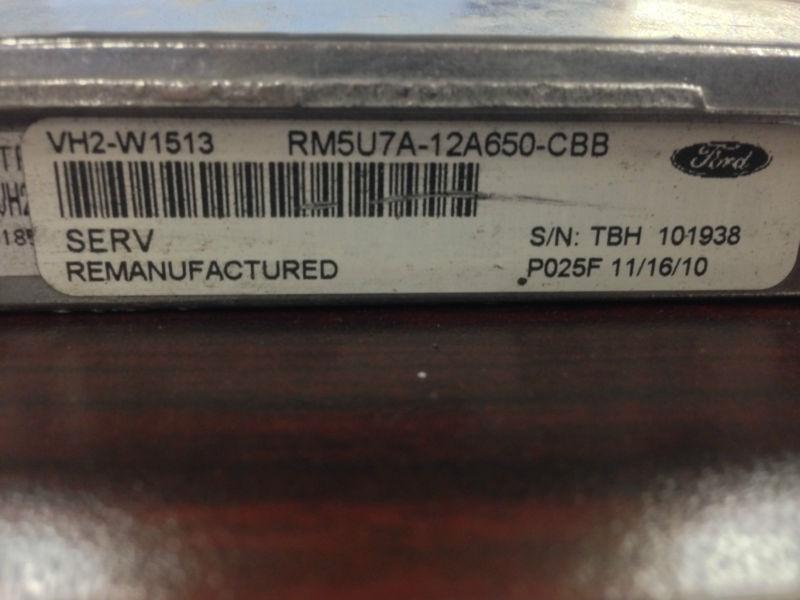 VH2-W1513 RM5U7A-12A650-CBB
Ford
SERV
S/N: TBH 101938
REMANUFACTURED
P025F 11/16/10